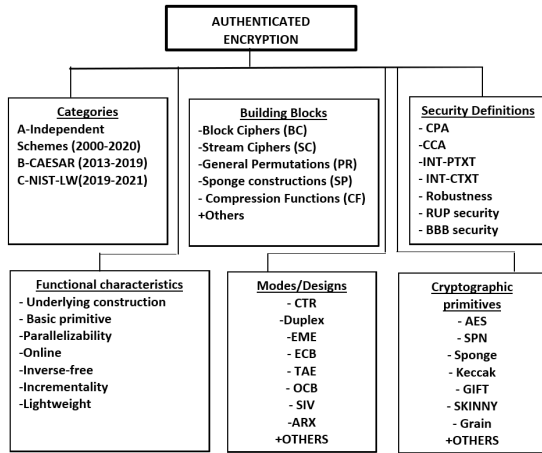 AUTHENTICATED
ENCRYPTION
Categories
A-Independent
Schemes (2000-2020)
B-CAESAR (2013-2019)
C-NIST-LW(2019-2021)
Building Blocks
-Block Ciphers (BC)
-Stream Ciphers (SC)
-General Permutations (PR)
-Sponge constructions (SP)
- Compression Functions (CF)
+Others
Security Definitions
- CPA
-CCA
-INT-PTXT
- INT-CTXT
- Robustness
- RUP security
- BBB security
Functional characteristics
- Underlying construction
- Basic primitive
-Parallelizability
-Online
-Inverse-free
-Incrementality
-Lightweight
Modes/Designs
- CTR
-Duplex
-EME
- ECB
- TAE
- OCB
- SIV
- ARX
+OTHERS
Cryptographic
primitives
- AES
- SPN
- Sponge
- Keccak
- GIFT
- SKINNY
- Grain
+OTHERS